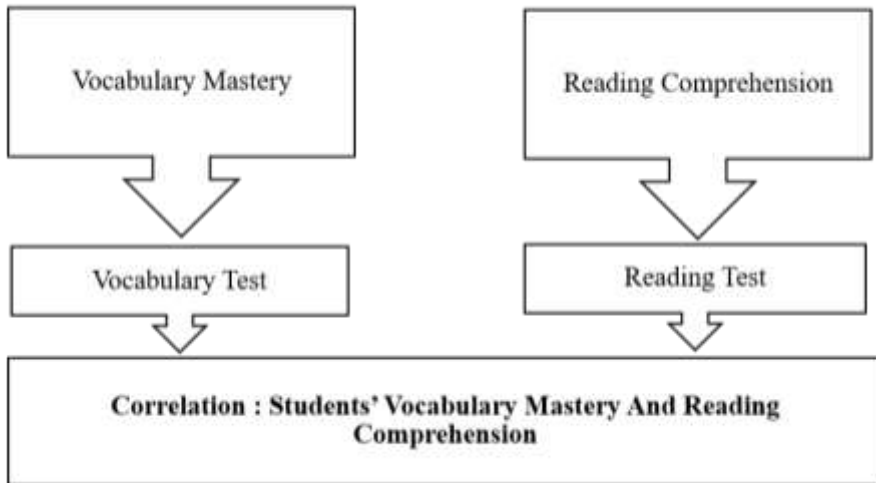 Vocabulary Mastery
Reading Comprehension
Vocabulary Test
Reading Test
Correlation : Students’ Vocabulary Mastery And Reading
Comprehension